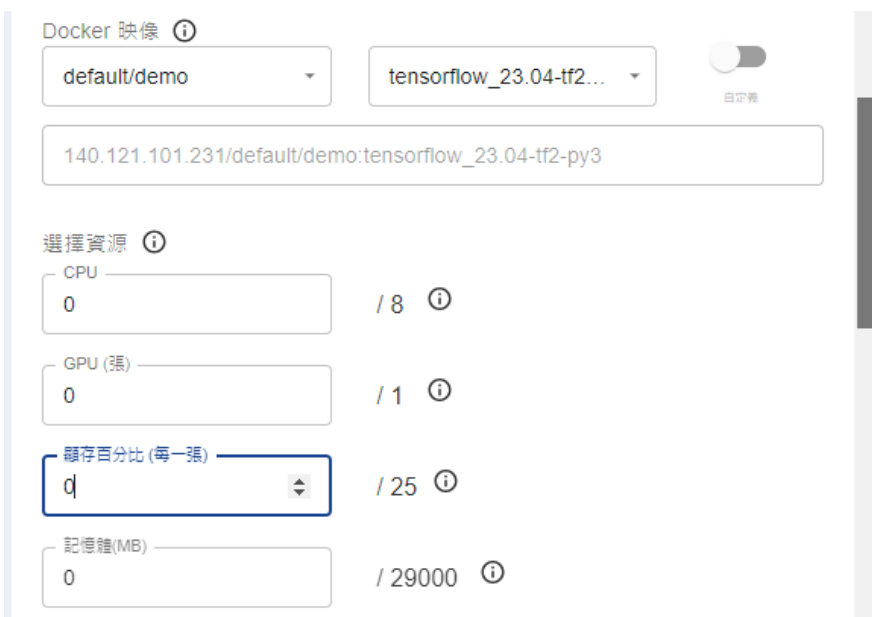 Docker 映像
default/demo
tensorflow_23.04-tf2...
自定義
140.121.101.231/default/demo:tensorflow_23.04-tf2-py3
選擇資源
CPU
0
/ 8
GPU (張)
0
/ 1
顯存百分比 (每一張)
0
/ 25
記憶體(MB)
0
/ 29000